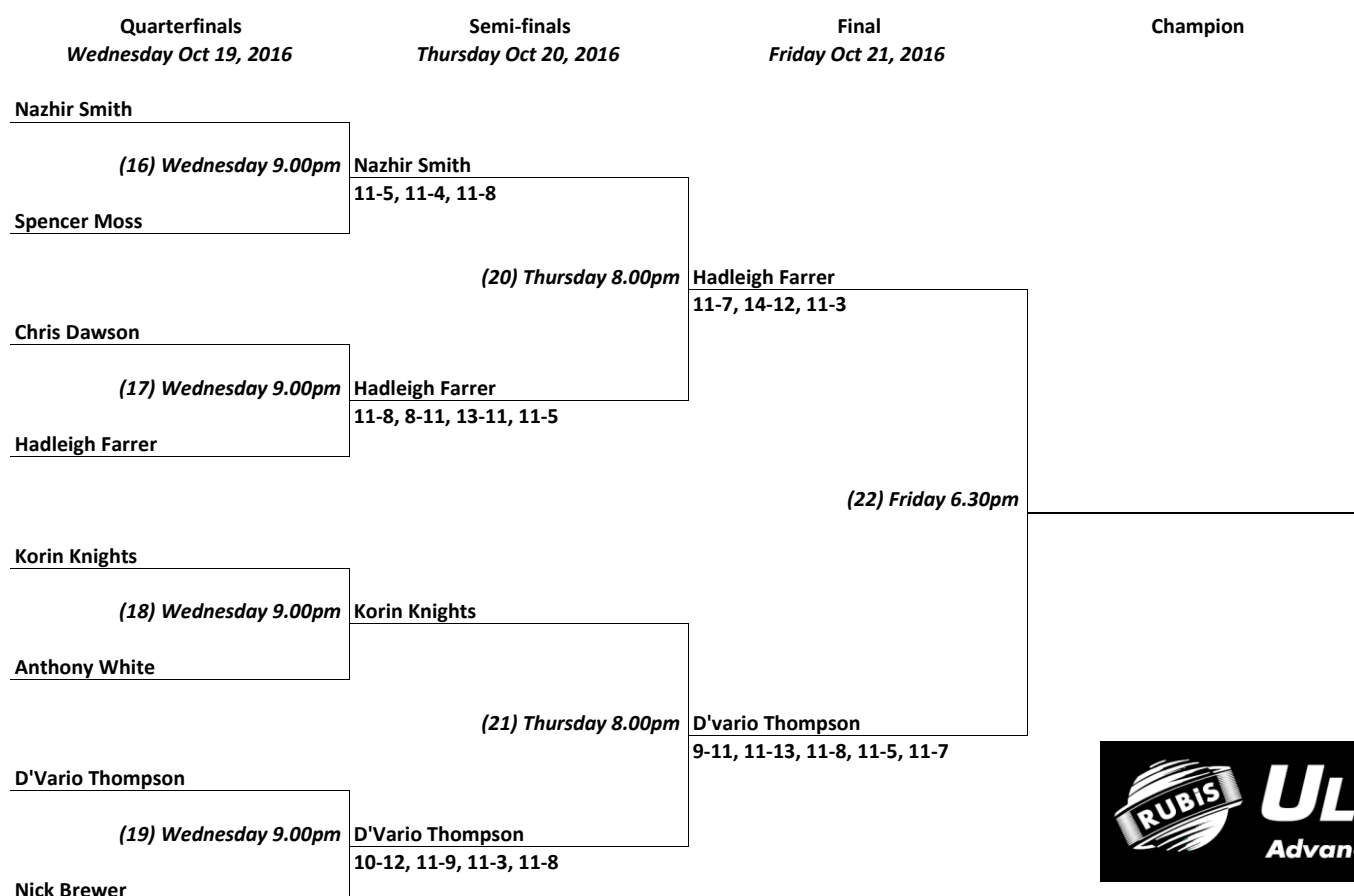 Quarterfinals Semi-finals Final Champion
Wednesday Oct 19, 2016 Thursday Oct 20, 2016 Friday Oct 21, 2016
Nazhir Smith
(16) Wednesday 9.00pm Nazhir Smith
11-5, 11-4, 11-8
Spencer Moss
(20) Thursday 8.00pm Hadleigh Farrer
11-7, 14-12, 11-3
Chris Dawson
(17) Wednesday 9.00pm Hadleigh Farrer
11-8, 8-11, 13-11, 11-5
Hadleigh Farrer
(22) Friday 6.30pm
Korin Knights
(18) Wednesday 9.00pm Korin Knights
Anthony White
(21) Thursday 8.00pm D'vario Thompson
9-11, 11-13, 11-8, 11-5, 11-7
D'Vario Thompson
(19) Wednesday 9.00pm D'Vario Thompson
10-12, 11-9, 11-3, 11-8
Nick Brewer
RUBiS